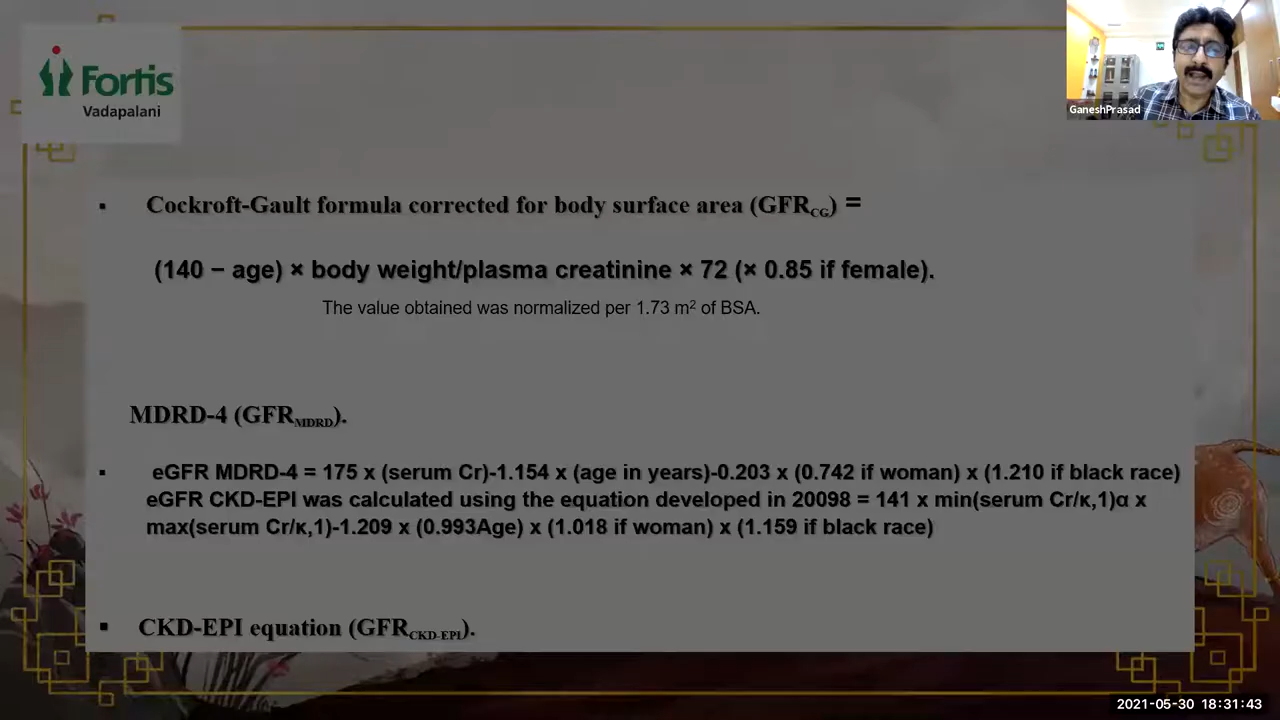 Fortis
Vadapalani
GaneshPrasad
▪ Cockroft-Gault formula corrected for body surface area (GFRCG) =
(140 − age) × body weight/plasma creatinine × 72 (× 0.85 if female).
The value obtained was normalized per 1.73 m² of BSA.
MDRD-4 (GFRMDRD).
▪ eGFR MDRD-4 = 175 x (serum Cr)-1.154 x (age in years)-0.203 x (0.742 if woman) x (1.210 if black race)
eGFR CKD-EPI was calculated using the equation developed in 20098 = 141 x min(serum Cr/κ,1)α x
max(serum Cr/κ,1)-1.209 x (0.993Age) x (1.018 if woman) x (1.159 if black race)
▪ CKD-EPI equation (GFRCKD-EPI).
2021-05-30 18:31:43